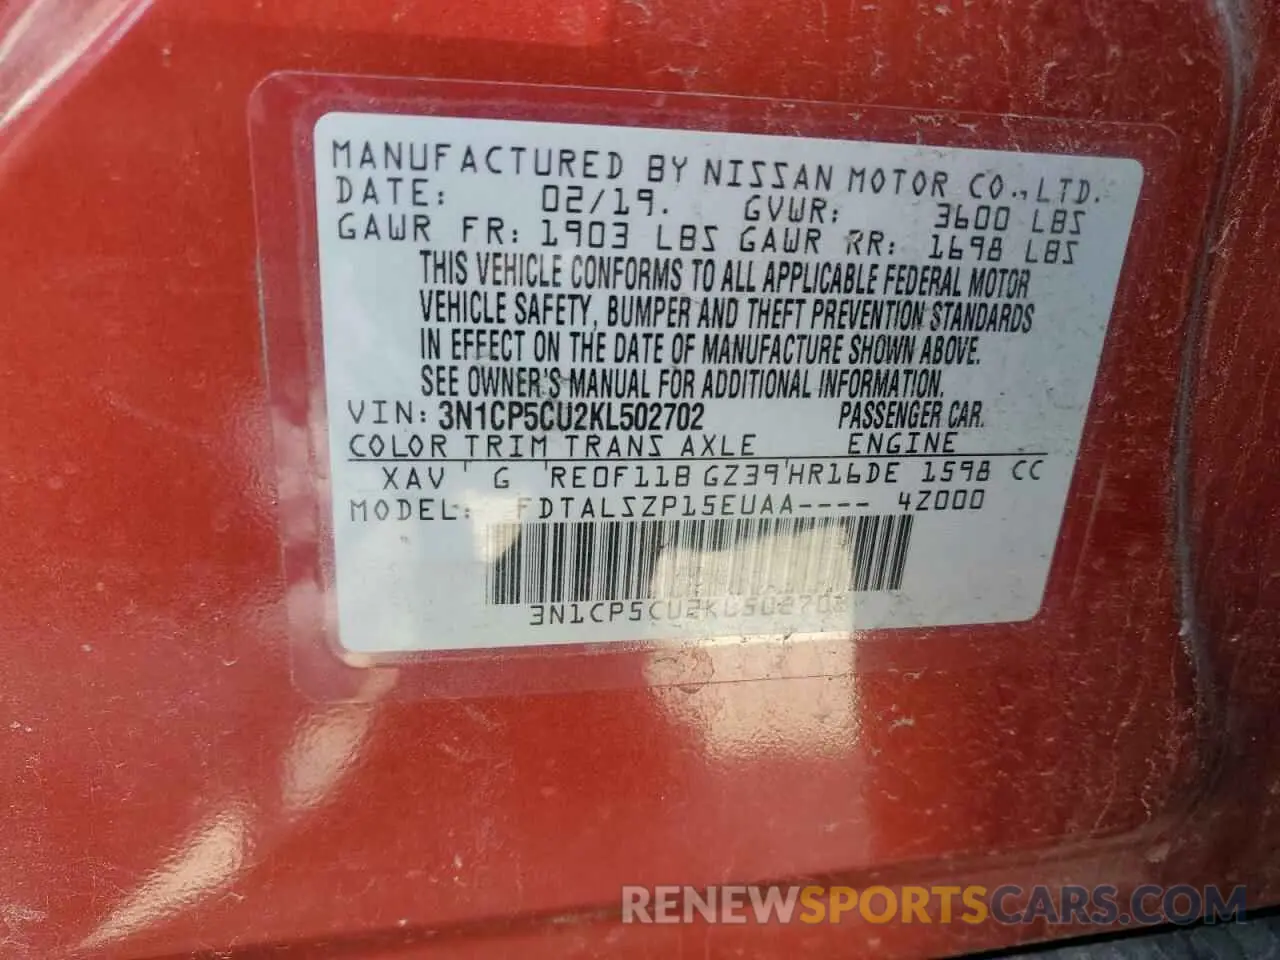 MANUFACTURED BY NISSAN MOTOR CO., LTD.
DATE: 02/19. GVWR: 3600 LBS
GAWR FR: 1903 LBS GAWR RR: 1698 LBS
THIS VEHICLE CONFORMS TO ALL APPLICABLE FEDERAL MOTOR
VEHICLE SAFETY, BUMPER AND THEFT PREVENTION STANDARDS
IN EFFECT ON THE DATE OF MANUFACTURE SHOWN ABOVE.
SEE OWNER'S MANUAL FOR ADDITIONAL INFORMATION.
VIN: 3N1CP5CU2KL502702 PASSENGER CAR.
COLOR TRIM TRANS AXLE ENGINE
XAV G RE0F11B GZ39 HR16DE 1598 CC
MODEL: FDTALSZP15EUAA---- 4Z000
3N1CP5CU2KL502702
RENEWSPORTSCARS.COM